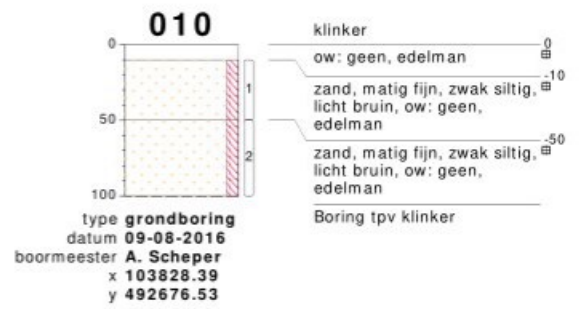 010
klinker
0
0
ow: geen, edelman
-10
zand, matig fijn, zwak siltig,
licht bruin, ow: geen,
edelman
1
50
-50
zand, matig fijn, zwak siltig,
licht bruin, ow: geen,
edelman
2
100
Boring tpv klinker
type grondboring
datum 09-08-2016
boormeester A. Scheper
x 103828.39
y 492676.53